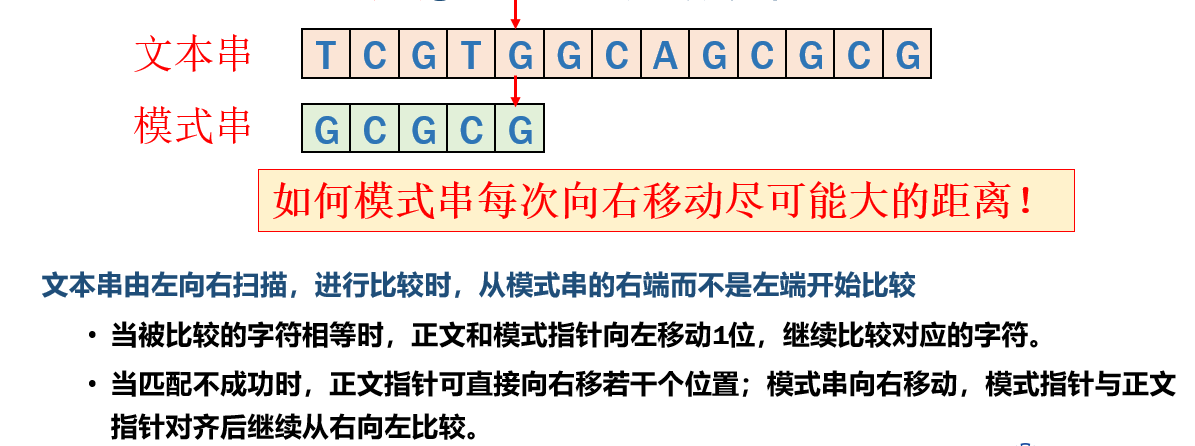 文本串 T C G T G G C A G C G C G
模式串 G C G C G
如何模式串每次向右移动尽可能大的距离！
文本串由左向右扫描，进行比较时，从模式串的右端而不是左端开始比较
• 当被比较的字符相等时，正文和模式指针向左移动1位，继续比较对应的字符。
• 当匹配不成功时，正文指针可直接向右移若干个位置；模式串向右移动，模式指针与正文
指针对齐后继续从右向左比较。